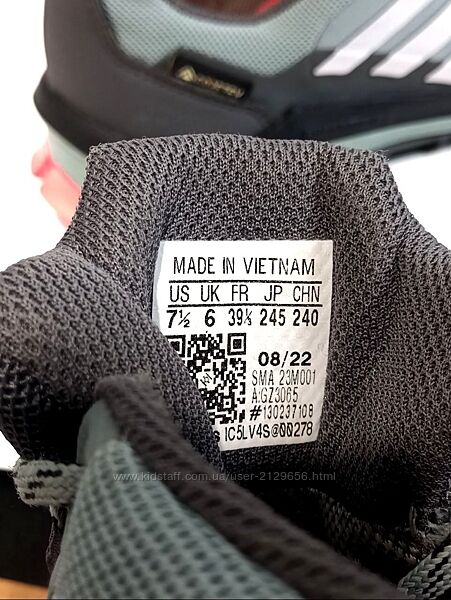 MADE IN VIETNAM
US UK FR JP CHN
7½ 6 39⅓ 245 240
08/22
SMA 23M001
A:GZ3065
#130237108
IC5LV4S@00278
www.kidstaff.com.ua/user-2129656.html